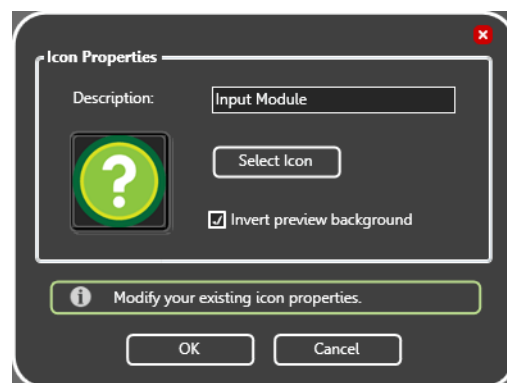 Icon Properties
Description:
Input Module
?
Select Icon
Invert preview background
Modify your existing icon properties.
OK
Cancel